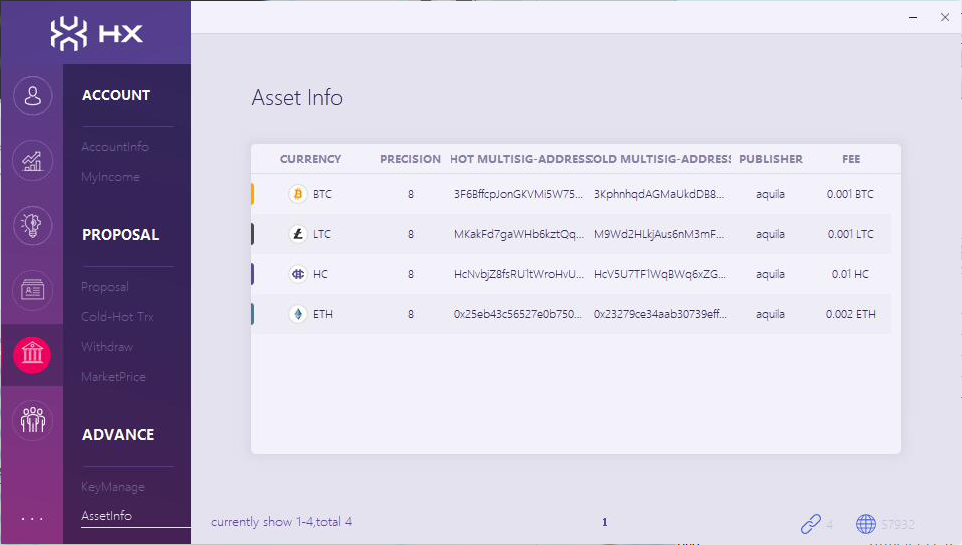 HX
ACCOUNT
AccountInfo
MyIncome
PROPOSAL
Proposal
Cold-Hot Trx
Withdraw
MarketPrice
ADVANCE
KeyManage
AssetInfo
...
Asset Info
CURRENCY PRECISION HOT MULTISIG-ADDRESS OLD MULTISIG-ADDRESS PUBLISHER FEE
BTC 8 3F6BffcpJonGKVMi5W75... 3KphnhqdAGMaUkdDB8... aquila 0.001 BTC
LTC 8 MKakFd7gaWHb6kztQq... M9Wd2HLkjAus6nM3mF... aquila 0.001 LTC
HC 8 HcNvbjZ8fsRU1tWroHvU... HcV5U7TF1WqBWq6xZG... aquila 0.01 HC
ETH 8 0x25eb43c56527e0b750... 0x23279ce34aab30739eff... aquila 0.002 ETH
currently show 1-4,total 4
1
4
57932